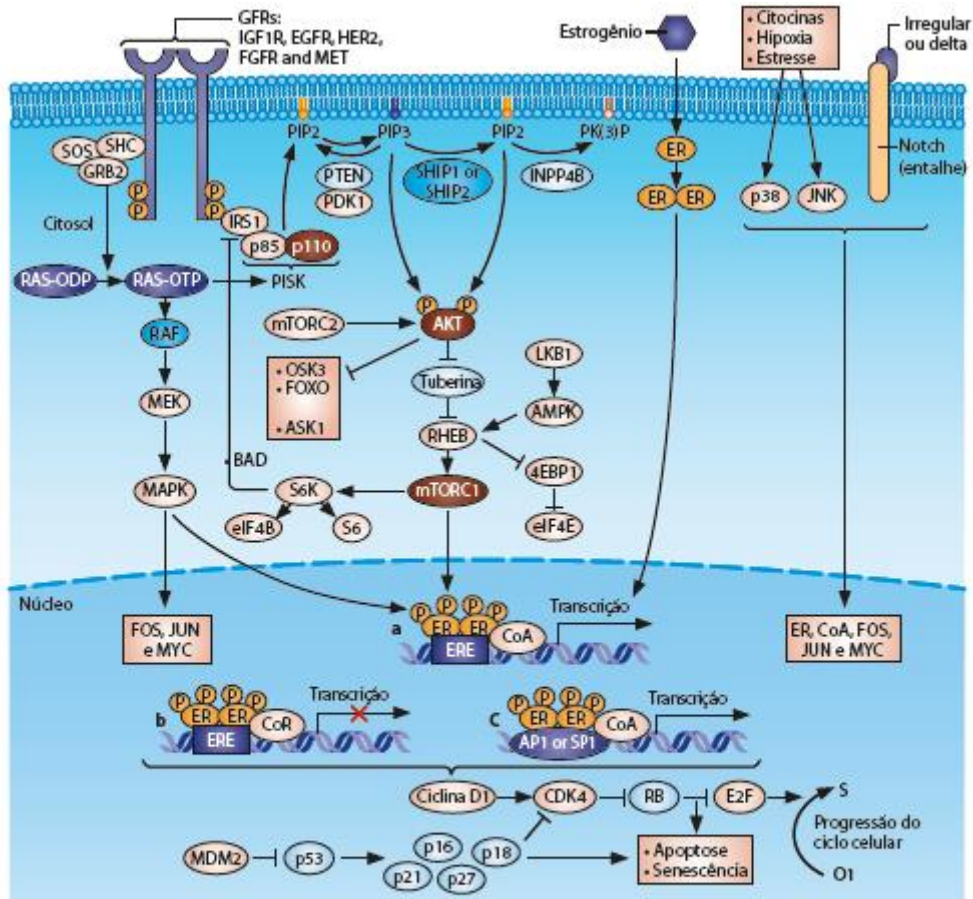 GFRs:
IGF1R, EGFR, HER2,
FGFR and MET
Estrogênio
• Citocinas
• Hipoxia
• Estresse
Irregular
ou delta
PIP2
PIP3
PIP2
PK(3)P
SOS
SHC
GRB2
PTEN
PDK1
SHIP1 or
SHIP2
INPP4B
ER
Notch
(entalhe)
P
P
P
P
ER
ER
p38
JNK
Citosol
IRS1
p85
p110
RAS-ODP
RAS-OTP
PISK
P
P
mTORC2
AKT
RAF
LKB1
• OSK3
• FOXO
• ASK1
Tuberina
MEK
AMPK
RHEB
• BAD
4EBP1
MAPK
S6K
mTORC1
eIF4B
S6
eIF4E
Núcleo
P
P
P
P
Transcrição
FOS, JUN
e MYC
a
ER
ER
CoA
ERE
ER, CoA, FOS,
JUN e MYC
P
P
P
P
Transcrição
b
ER
ER
CoR
ERE
P
P
P
P
Transcrição
C
ER
ER
CoA
AP1 or SP1
Ciclina D1
CDK4
RB
E2F
S
Progressão do
ciclo celular
O1
MDM2
p53
p16
p18
p21
p27
• Apoptose
• Senescência